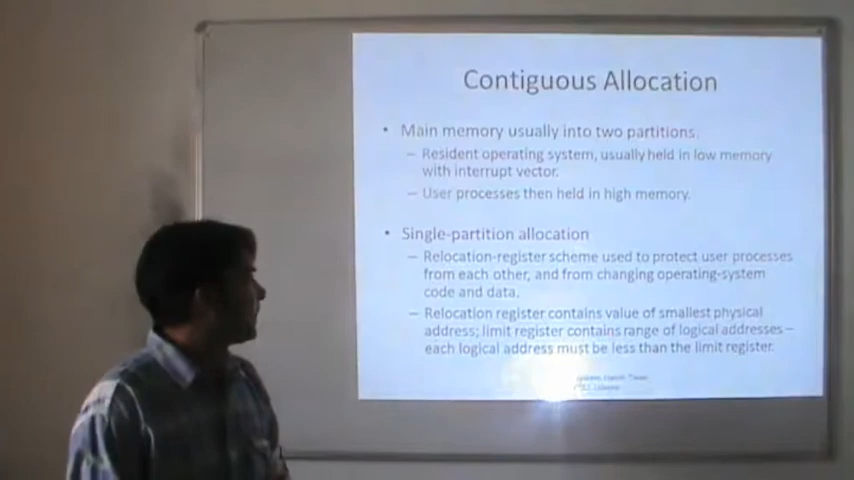 Contiguous Allocation
• Main memory usually into two partitions.
– Resident operating system, usually held in low memory
with interrupt vector.
– User processes then held in high memory.
• Single-partition allocation
– Relocation-register scheme used to protect user processes
from each other, and from changing operating-system
code and data.
– Relocation register contains value of smallest physical
address; limit register contains range of logical addresses –
each logical address must be less than the limit register.